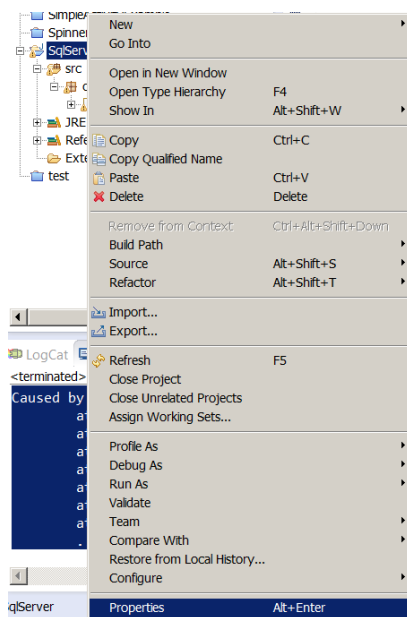 New
Go Into
Spinne
SqlServ
Open in New Window
src
Open Type Hierarchy F4
Show In Alt+Shift+W
JRE
Refe
Copy Ctrl+C
Exte
Copy Qualified Name
test
Paste Ctrl+V
Delete Delete
Remove from Context Ctrl+Alt+Shift+Down
Build Path
Source Alt+Shift+S
Refactor Alt+Shift+T
Import...
Export...
LogCat
Refresh F5
<terminated>
Close Project
Caused by
Close Unrelated Projects
at
Assign Working Sets...
Profile As
Debug As
Run As
Validate
Team
Compare With
Restore from Local History...
Configure
qlServer
Properties Alt+Enter